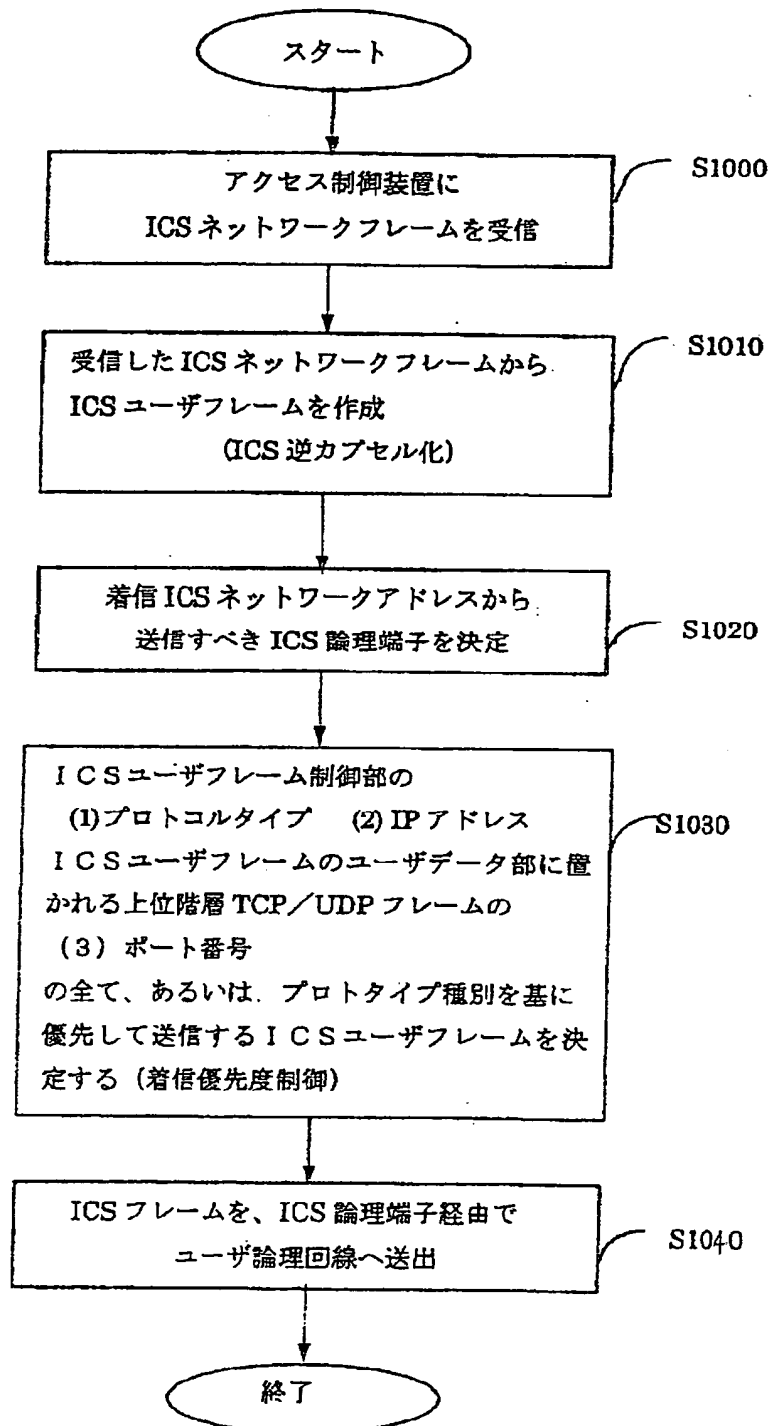 スタート
アクセス制御装置に
ICS ネットワークフレームを受信
S1000
受信した ICS ネットワークフレームから
ICS ユーザフレームを作成
(ICS 逆カプセル化)
S1010
着信 ICS ネットワークアドレスから
送信すべき ICS 論理端子を決定
S1020
ICSユーザフレーム制御部の
(1)プロトコルタイプ (2) IP アドレス
ICSユーザフレームのユーザデータ部に置
かれる上位階層 TCP/UDP フレームの
(3) ポート番号
の全て、あるいは、プロトタイプ種別を基に
優先して送信するICSユーザフレームを決
定する (着信優先度制御)
S1030
ICS フレームを、ICS 論理端子経由で
ユーザ論理回線へ送出
S1040
終了